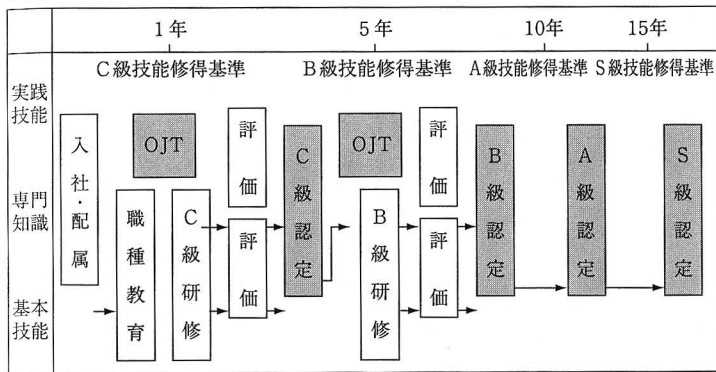 1年
5年
10年
15年
C級技能修得基準
B級技能修得基準
A級技能修得基準
S級技能修得基準
実践
技能
専門
知識
基本
技能
入社・配属
OJT
職種教育
C級研修
評価
評価
C級認定
OJT
B級研修
評価
評価
B級認定
A級認定
S級認定